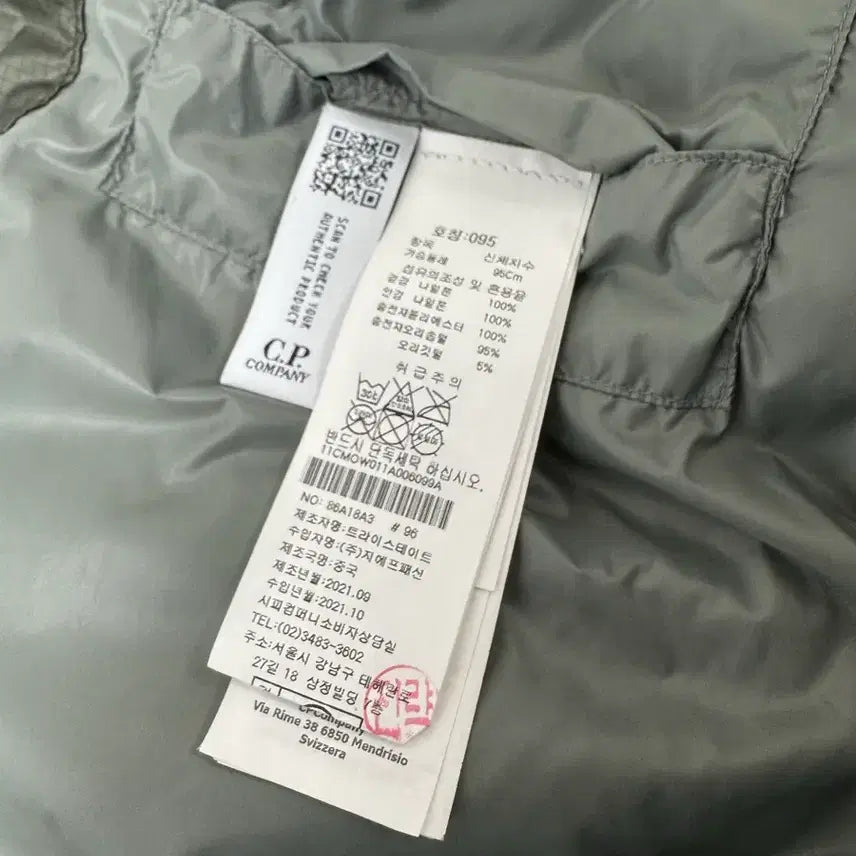 SCAN TO CHECK YOUR
AUTHENTIC PRODUCT
C.P.
COMPANY
호칭:095
항목 신체치수
가슴둘레 95Cm
섬유의조성 및 혼용율
겉감 나일론 100%
안감 나일론 100%
충전재폴리에스터 100%
충전재오리솜털 95%
오리깃털 5%
취급주의
30t
반드시 단독세탁 하십시오.
11CMOW011A006099A
NO: 86A18A3 # 96
제조자명:트라이스테이트
수입자명:(주)지에프패션
제조국명:중국
제조년월:2021.09
수입년월:2021.10
시피컴퍼니소비자상담실
TEL:(02)3483-3602
주소:서울시 강남구 테헤란로
27길 18 삼정빌딩
CPCompany
Via Rime 38 6850 Mendrisio
Svizzera